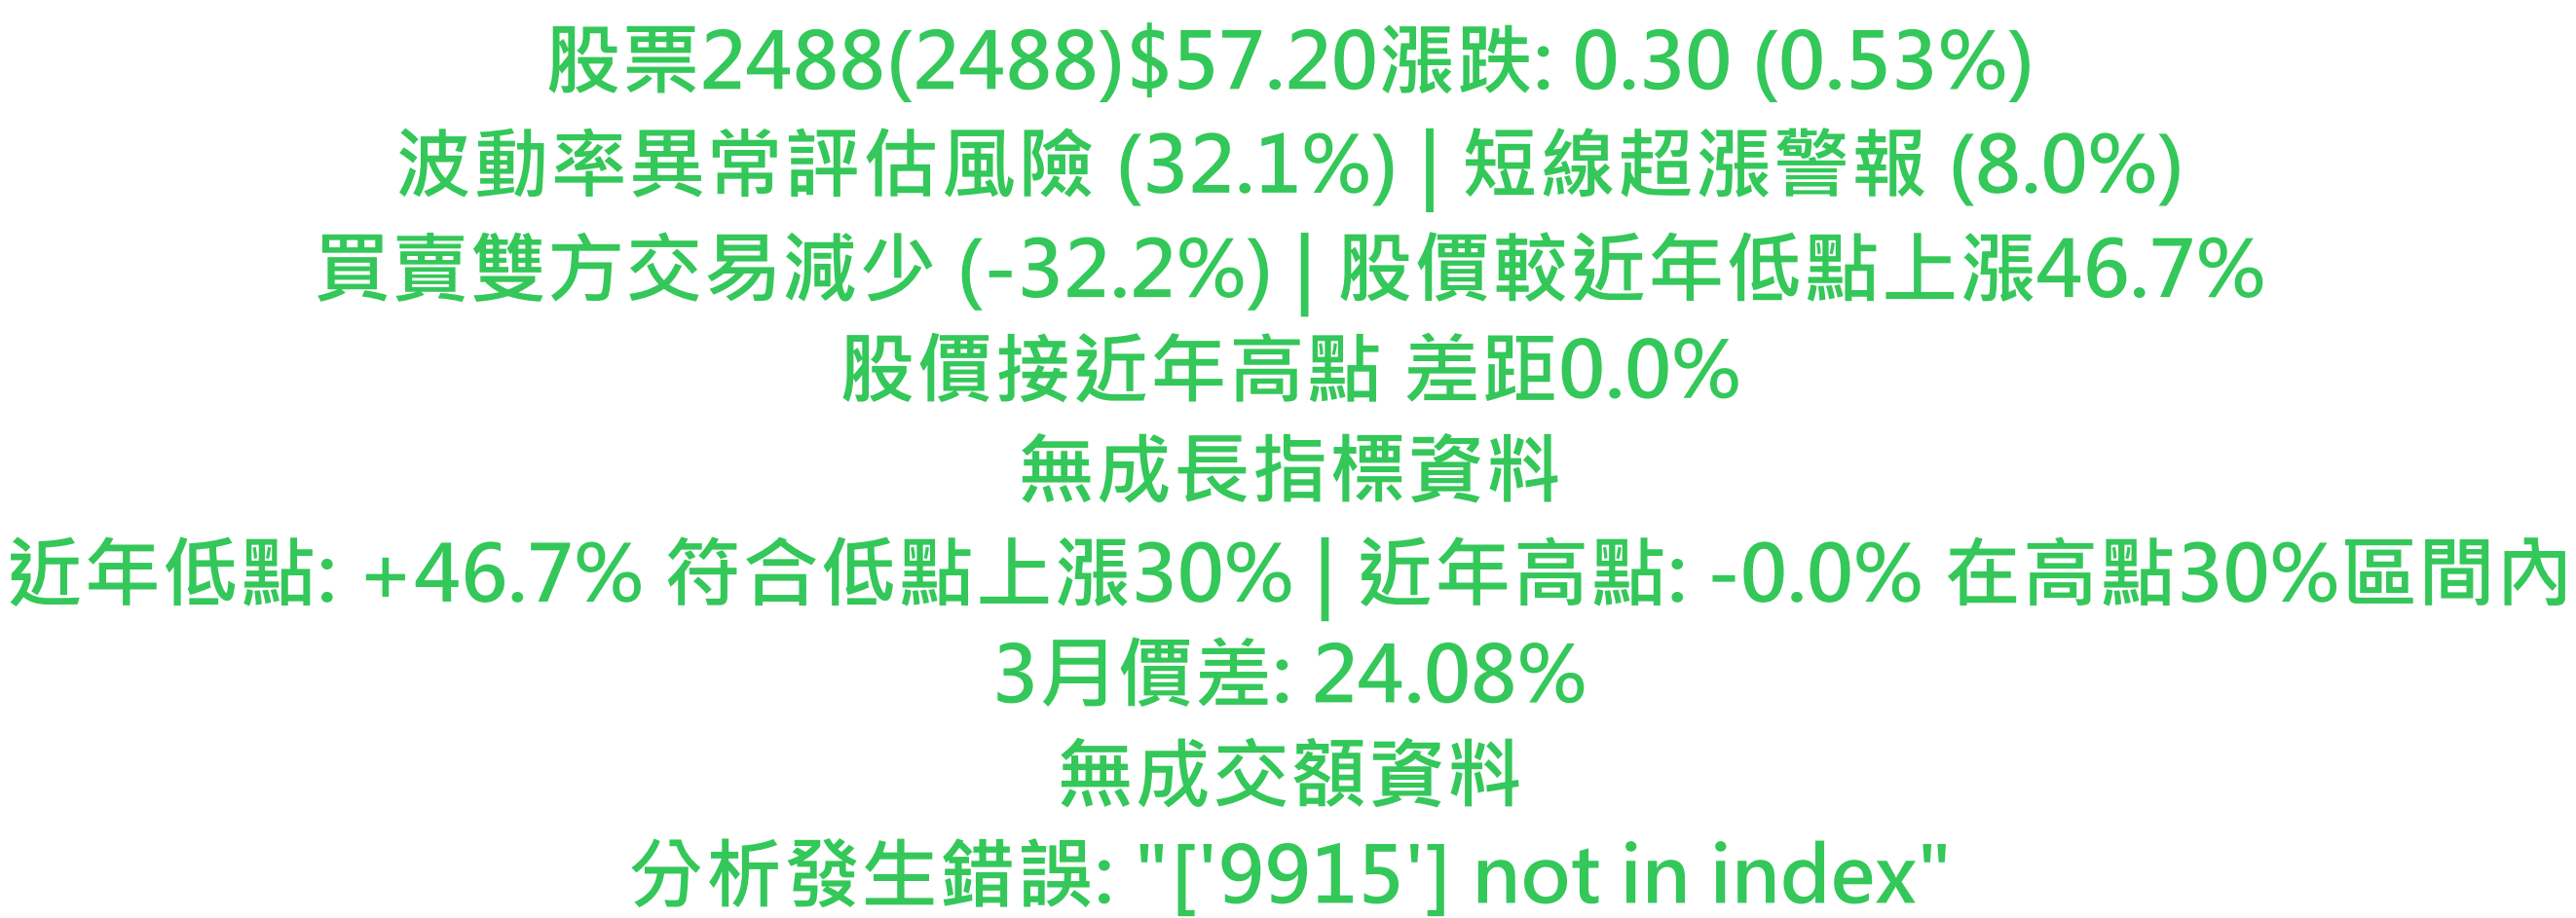 股票2488(2488)$57.20漲跌: 0.30 (0.53%)
波動率異常評估風險 (32.1%) | 短線超漲警報 (8.0%)
買賣雙方交易減少 (-32.2%) | 股價較近年低點上漲46.7%
股價接近年高點 差距0.0%
無成長指標資料
近年低點: +46.7% 符合低點上漲30% | 近年高點: -0.0% 在高點30%區間內
3月價差: 24.08%
無成交額資料
分析發生錯誤: "['9915'] not in index"